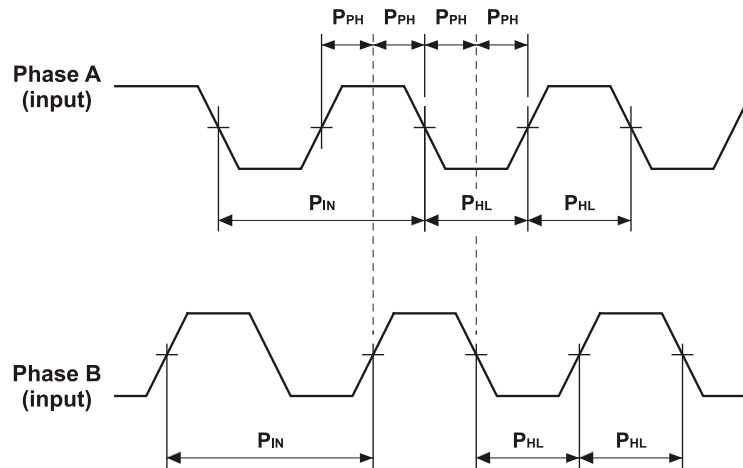 PPH PPH PPH PPH
Phase A
(input)
PIN PHL PHL
Phase B
(input)
PIN PHL PHL